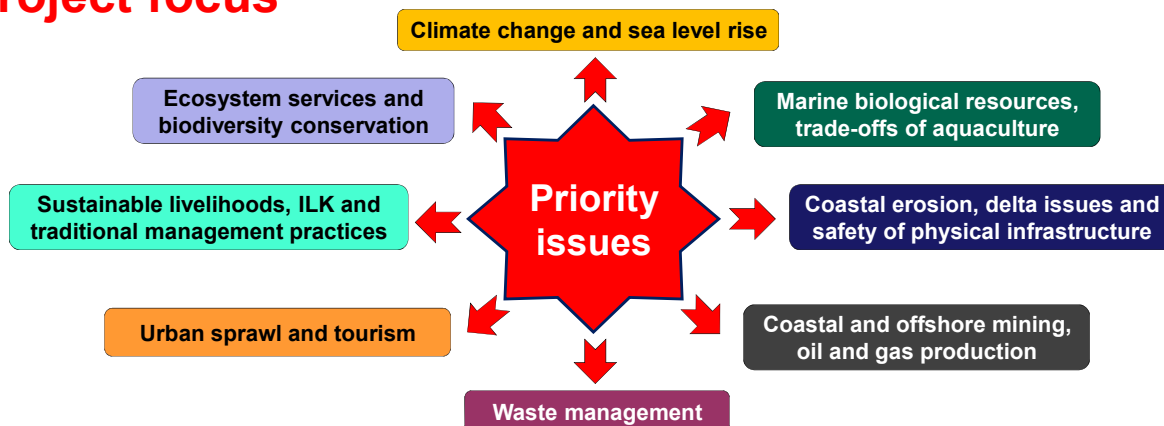 roject focus
Climate change and sea level rise
Ecosystem services and
biodiversity conservation
Marine biological resources,
trade-offs of aquaculture
Sustainable livelihoods, ILK and
traditional management practices
Priority
issues
Coastal erosion, delta issues and
safety of physical infrastructure
Urban sprawl and tourism
Coastal and offshore mining,
oil and gas production
Waste management